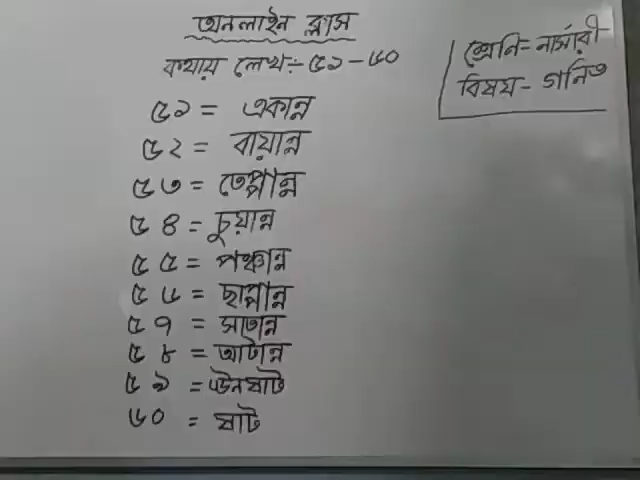 অনলাইন ক্লাস
শ্রেনি- নার্সারী
বিষয়- গনিত
কথায় লেখ:- ৫১-৬০
৫১ = একান্ন
৫২ = বায়ান্ন
৫৩ = তেপ্পান্ন
৫৪ = চুয়ান্ন
৫৫ = পঞ্চান্ন
৫৬ = ছাপ্পান্ন
৫৭ = সাতান্ন
৫৮ = আটান্ন
৫৯ = ঊনষাট
৬০ = ষাট